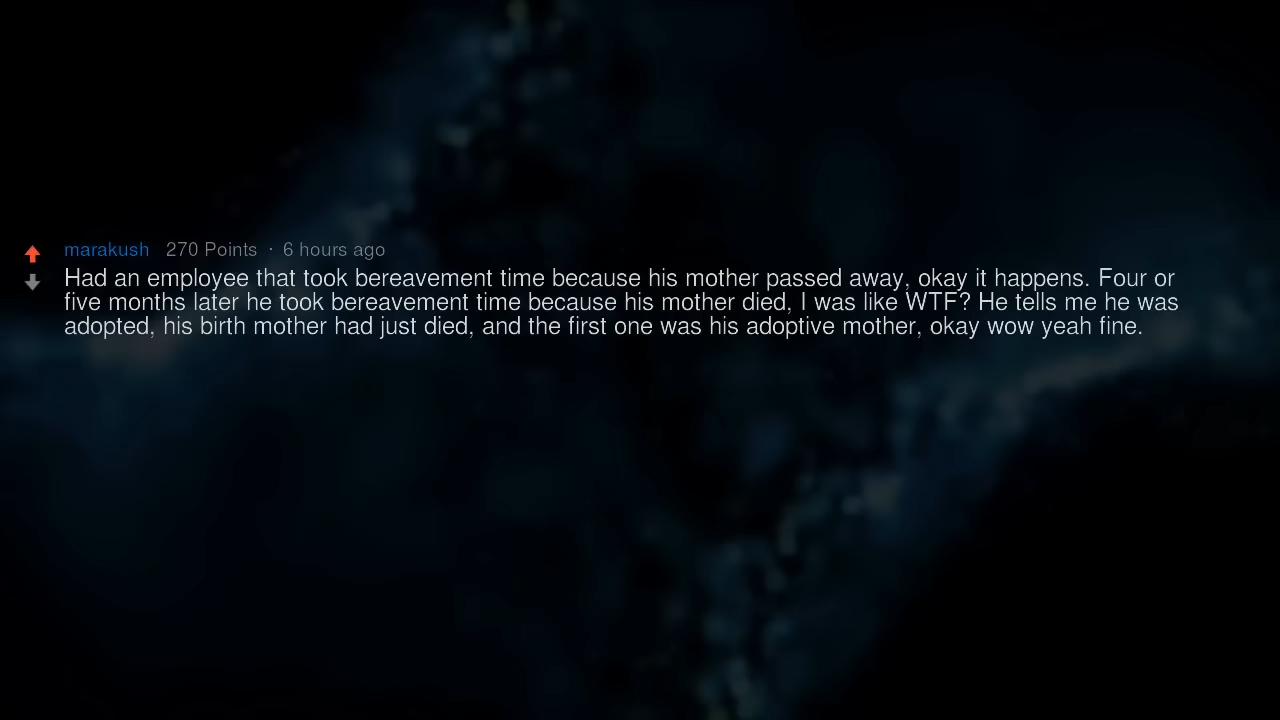 marakush 270 Points · 6 hours ago
Had an employee that took bereavement time because his mother passed away, okay it happens. Four or
five months later he took bereavement time because his mother died, I was like WTF? He tells me he was
adopted, his birth mother had just died, and the first one was his adoptive mother, okay wow yeah fine.